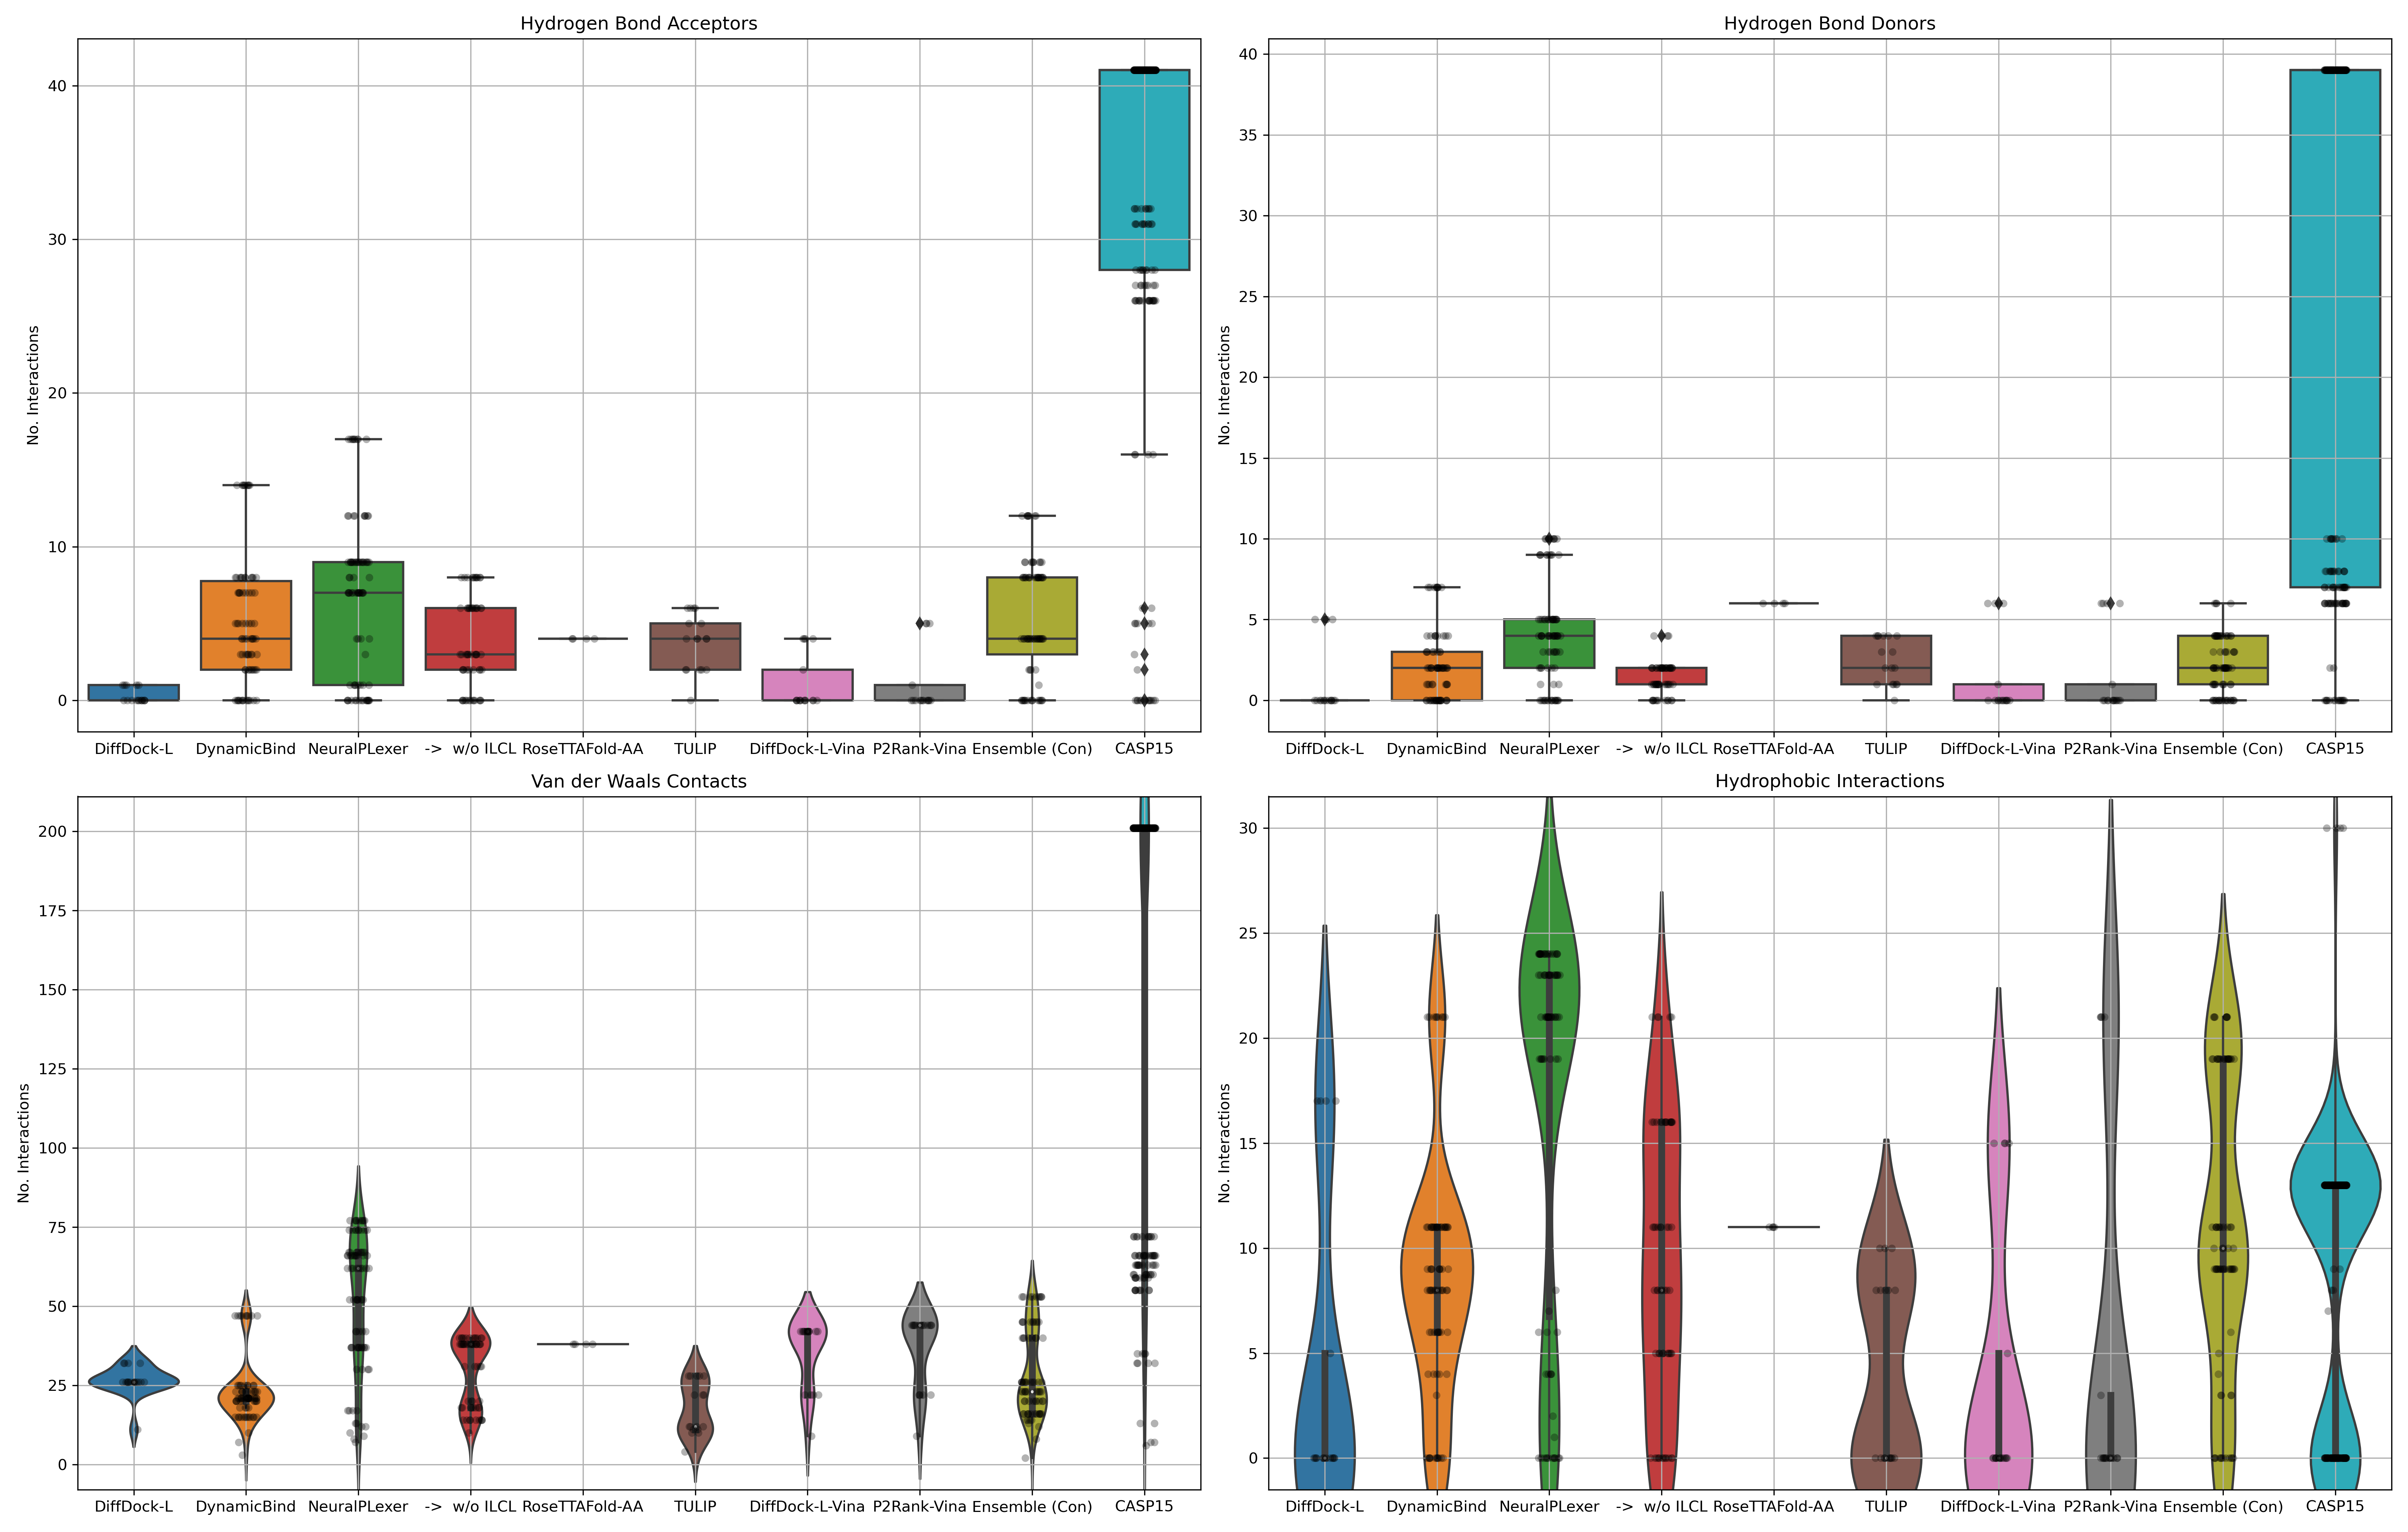 Hydrogen Bond Acceptors
No. Interactions
40
30
20
10
0
DiffDock-L DynamicBind NeuralPLexer -> w/o ILCL RoseTTAFold-AA TULIP DiffDock-L-Vina P2Rank-Vina Ensemble (Con) CASP15
Hydrogen Bond Donors
No. Interactions
40
35
30
25
20
15
10
5
0
DiffDock-L DynamicBind NeuralPLexer -> w/o ILCL RoseTTAFold-AA TULIP DiffDock-L-Vina P2Rank-Vina Ensemble (Con) CASP15
Van der Waals Contacts
No. Interactions
200
175
150
125
100
75
50
25
0
DiffDock-L DynamicBind NeuralPLexer -> w/o ILCL RoseTTAFold-AA TULIP DiffDock-L-Vina P2Rank-Vina Ensemble (Con) CASP15
Hydrophobic Interactions
No. Interactions
30
25
20
15
10
5
0
DiffDock-L DynamicBind NeuralPLexer -> w/o ILCL RoseTTAFold-AA TULIP DiffDock-L-Vina P2Rank-Vina Ensemble (Con) CASP15